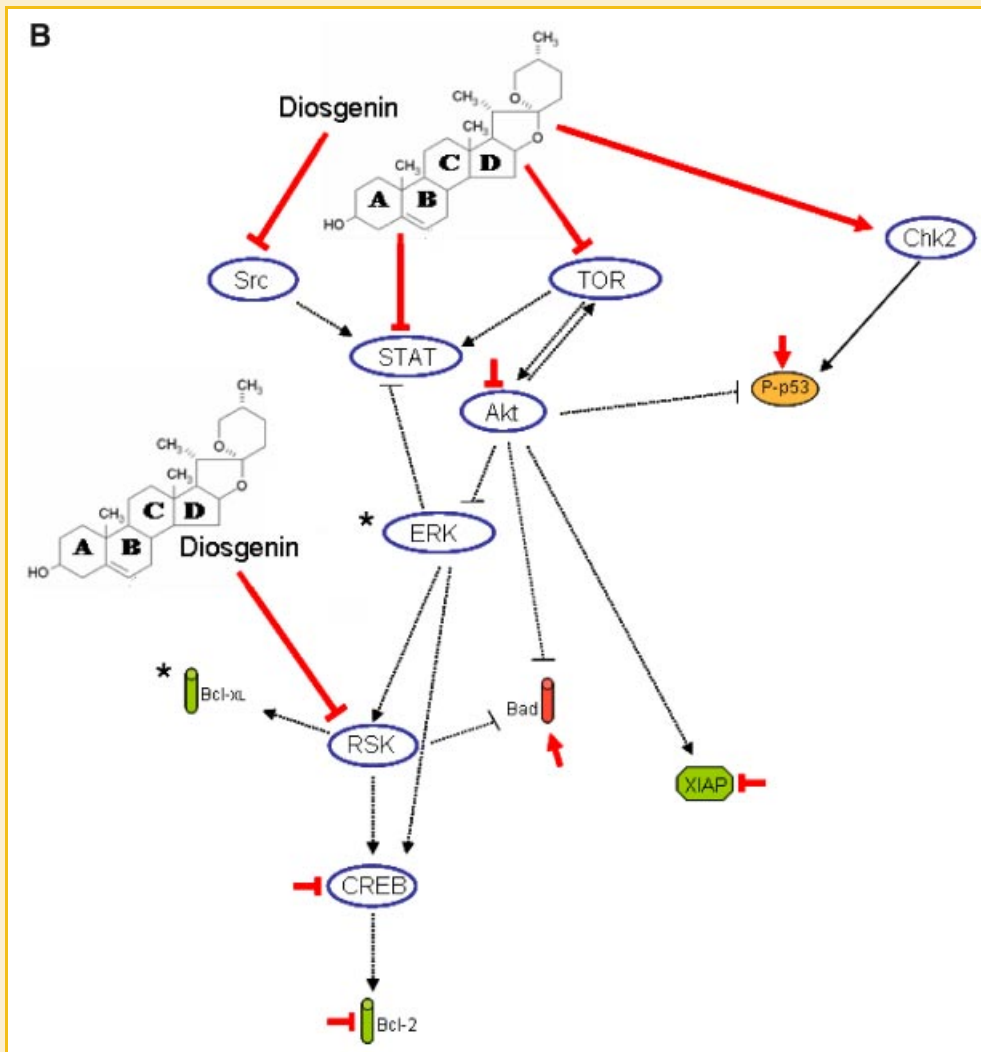 B
CH₃
O
CH₃
CH₃
O
Diosgenin
CH₃
C D
A B
HO
Src
TOR
Chk2
STAT
Akt
P-p53
CH₃
O
CH₃
CH₃
O
CH₃
C D
A B
Diosgenin
HO
* ERK
* Bcl-XL
Bad
RSK
XIAP
CREB
Bcl-2